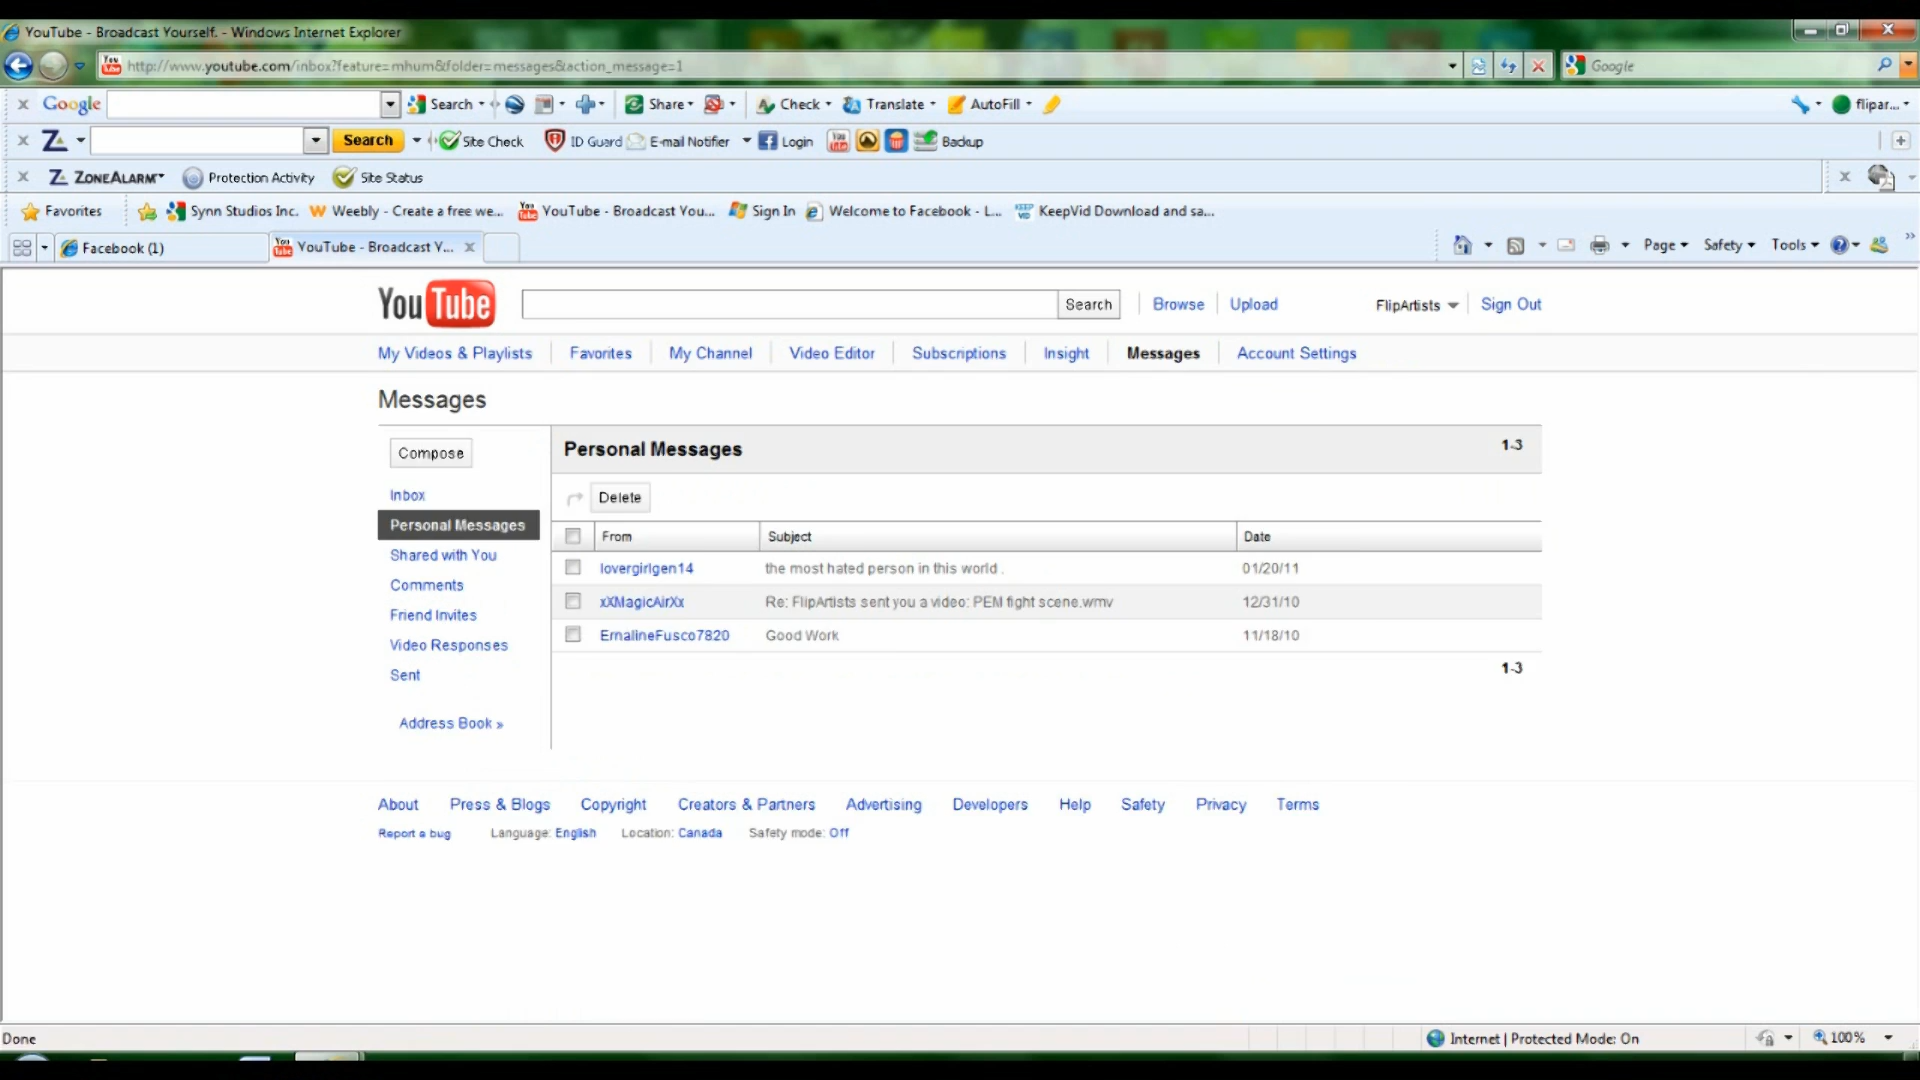 YouTube - Broadcast Yourself. - Windows Internet Explorer
http://www.youtube.com/inbox?feature=mhum&folder=messages&action_message=1
Google
Google Search Share Check Translate AutoFill flipar...
Search Site Check ID Guard E-mail Notifier Login Backup
ZONEALARM Protection Activity Site Status
Favorites Synn Studios Inc. Weebly - Create a free we... YouTube - Broadcast You... Sign In Welcome to Facebook - L... KeepVid Download and sa...
Facebook (1) YouTube - Broadcast Y... Page Safety Tools
YouTube Search Browse Upload FlipArtists Sign Out
My Videos & Playlists Favorites My Channel Video Editor Subscriptions Insight Messages Account Settings
Messages
Compose
Inbox
Personal Messages
Shared with You
Comments
Friend Invites
Video Responses
Sent
Address Book »
Personal Messages 1-3
Delete
From Subject Date
lovergirlgen14 the most hated person in this world . 01/20/11
xXMagicAirXx Re: FlipArtists sent you a video: PEM fight scene.wmv 12/31/10
ErnalineFusco7820 Good Work 11/18/10
1-3
About Press & Blogs Copyright Creators & Partners Advertising Developers Help Safety Privacy Terms
Report a bug Language: English Location: Canada Safety mode: Off
Done Internet | Protected Mode: On 100%